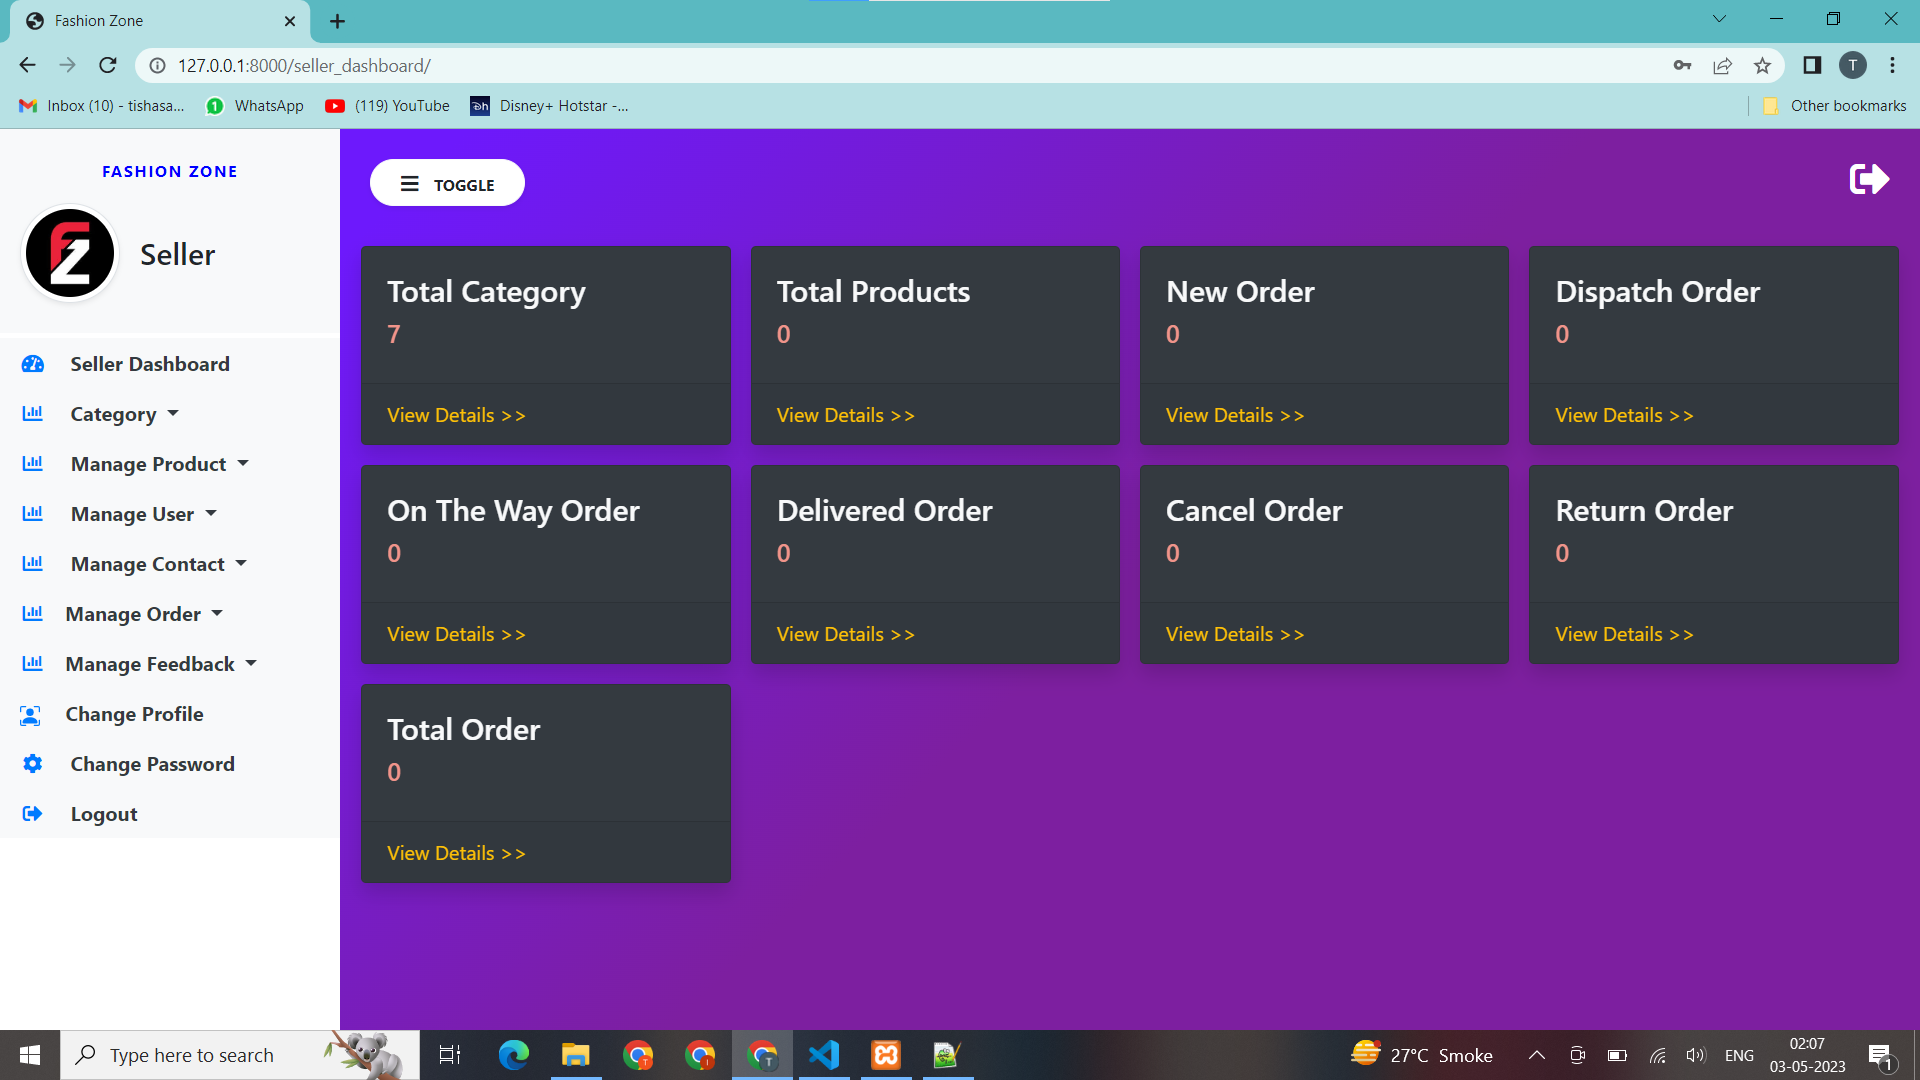 Fashion Zone
127.0.0.1:8000/seller_dashboard/
T
Inbox (10) - tishasa...
WhatsApp
(119) YouTube
Disney+ Hotstar -...
Other bookmarks
FASHION ZONE
FZ
Seller
Seller Dashboard
Category
Manage Product
Manage User
Manage Contact
Manage Order
Manage Feedback
Change Profile
Change Password
Logout
TOGGLE
Total Category
7
View Details >>
Total Products
0
View Details >>
New Order
0
View Details >>
Dispatch Order
0
View Details >>
On The Way Order
0
View Details >>
Delivered Order
0
View Details >>
Cancel Order
0
View Details >>
Return Order
0
View Details >>
Total Order
0
View Details >>
Type here to search
27°C Smoke
ENG
02:07
03-05-2023
1